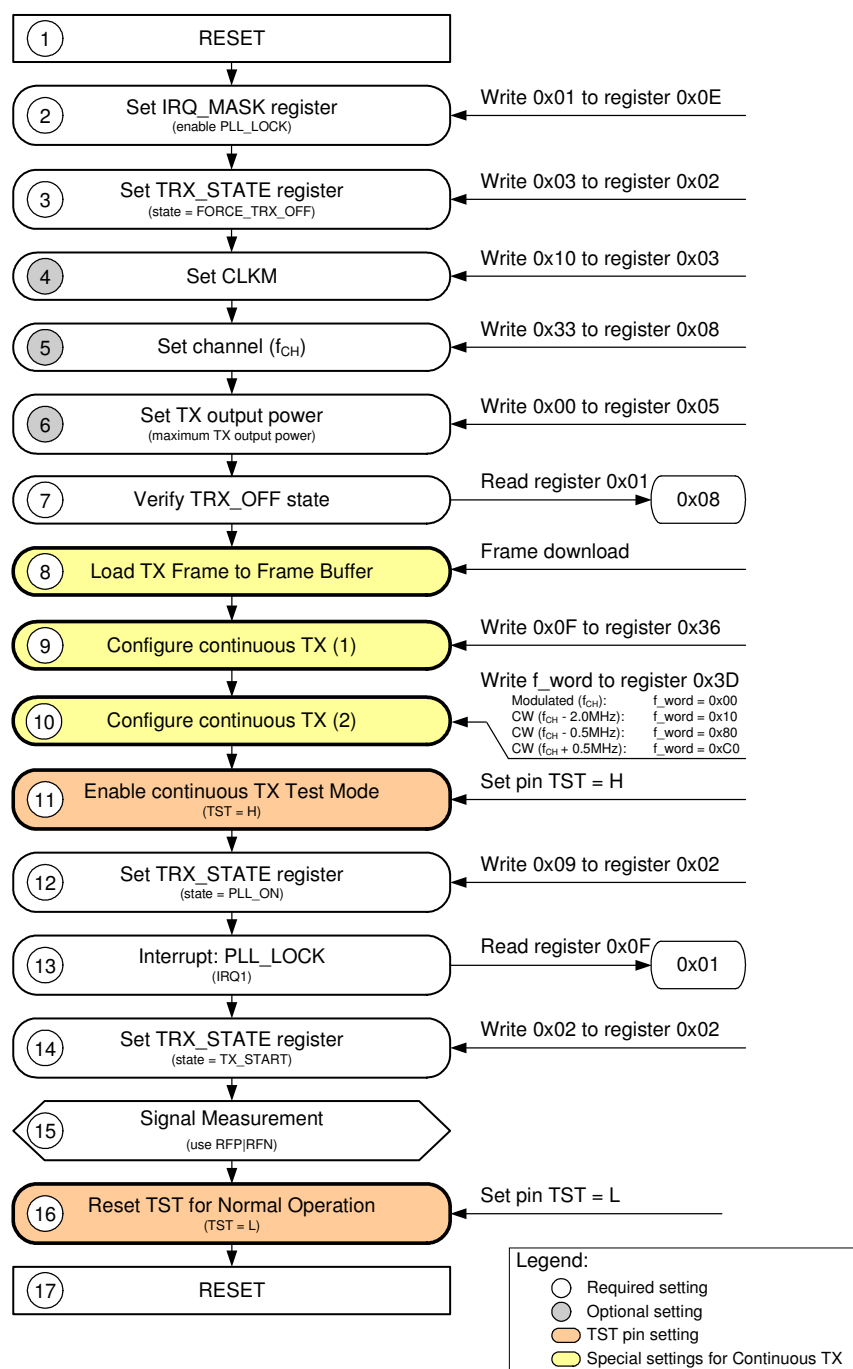 1 RESET
2 Set IRQ_MASK register
(enable PLL_LOCK)
Write 0x01 to register 0x0E
3 Set TRX_STATE register
(state = FORCE_TRX_OFF)
Write 0x03 to register 0x02
4 Set CLKM
Write 0x10 to register 0x03
5 Set channel (fCH)
Write 0x33 to register 0x08
6 Set TX output power
(maximum TX output power)
Write 0x00 to register 0x05
7 Verify TRX_OFF state
Read register 0x01
0x08
8 Load TX Frame to Frame Buffer
Frame download
9 Configure continuous TX (1)
Write 0x0F to register 0x36
10 Configure continuous TX (2)
Write f_word to register 0x3D
Modulated (fCH): f_word = 0x00
CW (fCH - 2.0MHz): f_word = 0x10
CW (fCH - 0.5MHz): f_word = 0x80
CW (fCH + 0.5MHz): f_word = 0xC0
11 Enable continuous TX Test Mode
(TST = H)
Set pin TST = H
12 Set TRX_STATE register
(state = PLL_ON)
Write 0x09 to register 0x02
13 Interrupt: PLL_LOCK
(IRQ1)
Read register 0x0F
0x01
14 Set TRX_STATE register
(state = TX_START)
Write 0x02 to register 0x02
15 Signal Measurement
(use RFP|RFN)
16 Reset TST for Normal Operation
(TST = L)
Set pin TST = L
17 RESET
Legend:
Required setting
Optional setting
TST pin setting
Special settings for Continuous TX